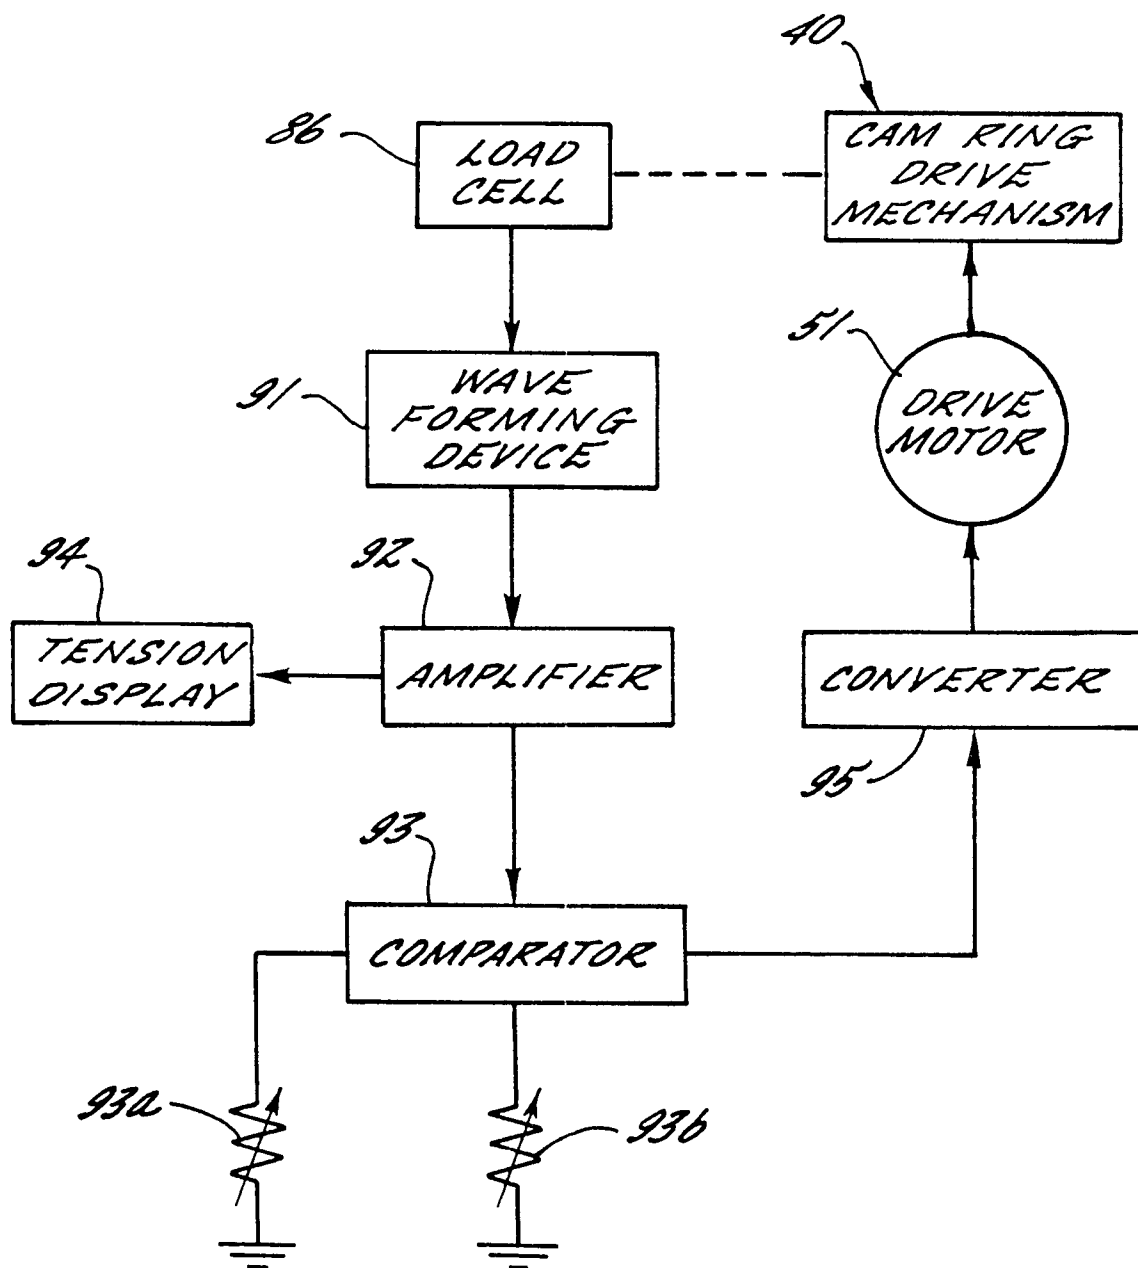 40
86
LOAD
CELL
CAM RING
DRIVE
MECHANISM
51
91
WAVE
FORMING
DEVICE
DRIVE
MOTOR
94
92
TENSION
DISPLAY
AMPLIFIER
CONVERTER
95
93
COMPARATOR
93a
93b